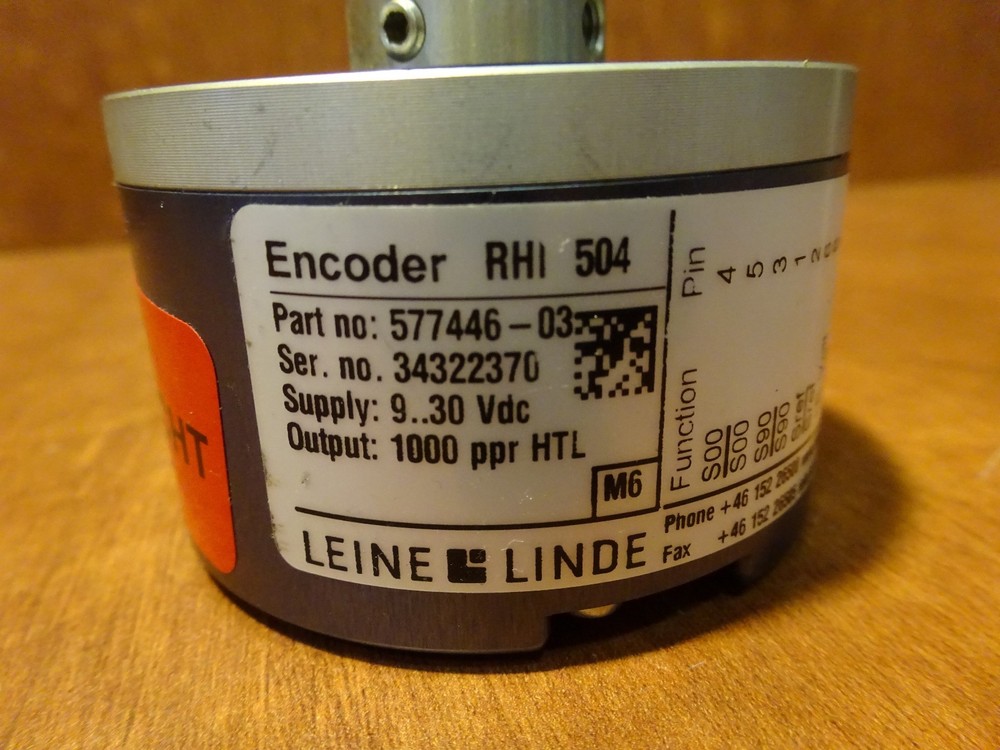 Encoder RHI 504
Part no: 577446-03
Ser. no. 34322370
Supply: 9..30 Vdc
Output: 1000 ppr HTL
M6
LEINE LINDE
HT
Function Pin
S00 4
S00 5
S90 3
S90 1
2
Phone +46 152 
Fax +46 152